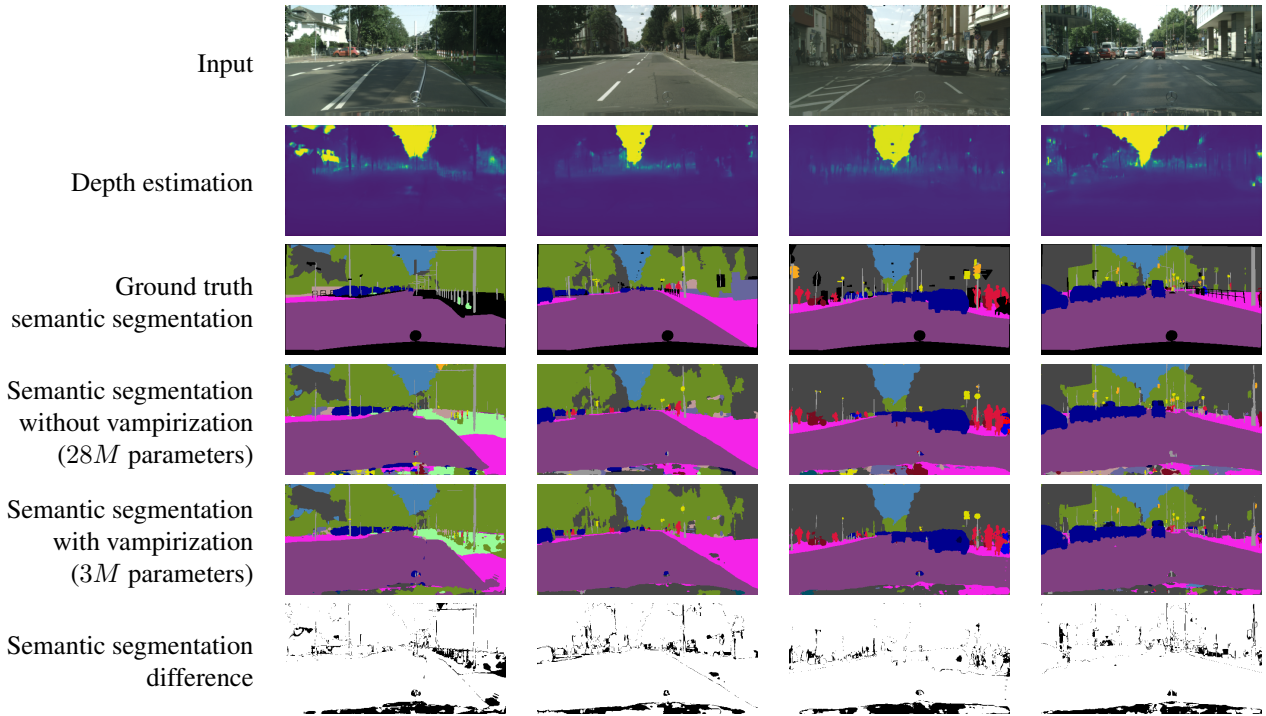 Input
Depth estimation
Ground truth
semantic segmentation
Semantic segmentation
without vampirization
(28M parameters)
Semantic segmentation
with vampirization
(3M parameters)
Semantic segmentation
difference